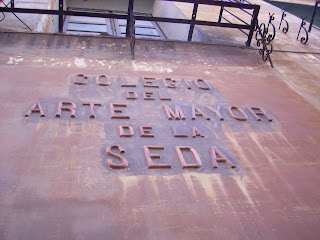 COLEGIO
DEL
ARTE MAYOR
DE LA
SEDA